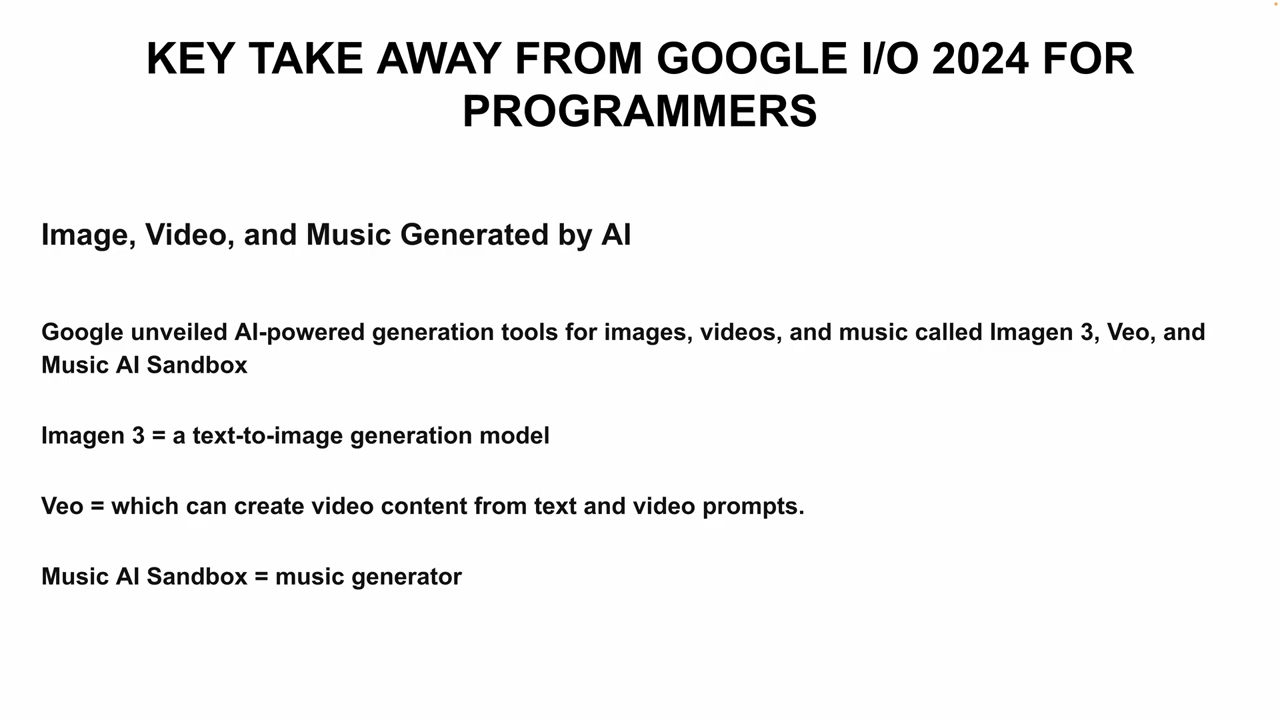 KEY TAKE AWAY FROM GOOGLE I/O 2024 FOR
PROGRAMMERS
Image, Video, and Music Generated by AI
Google unveiled AI-powered generation tools for images, videos, and music called Imagen 3, Veo, and
Music AI Sandbox
Imagen 3 = a text-to-image generation model
Veo = which can create video content from text and video prompts.
Music AI Sandbox = music generator